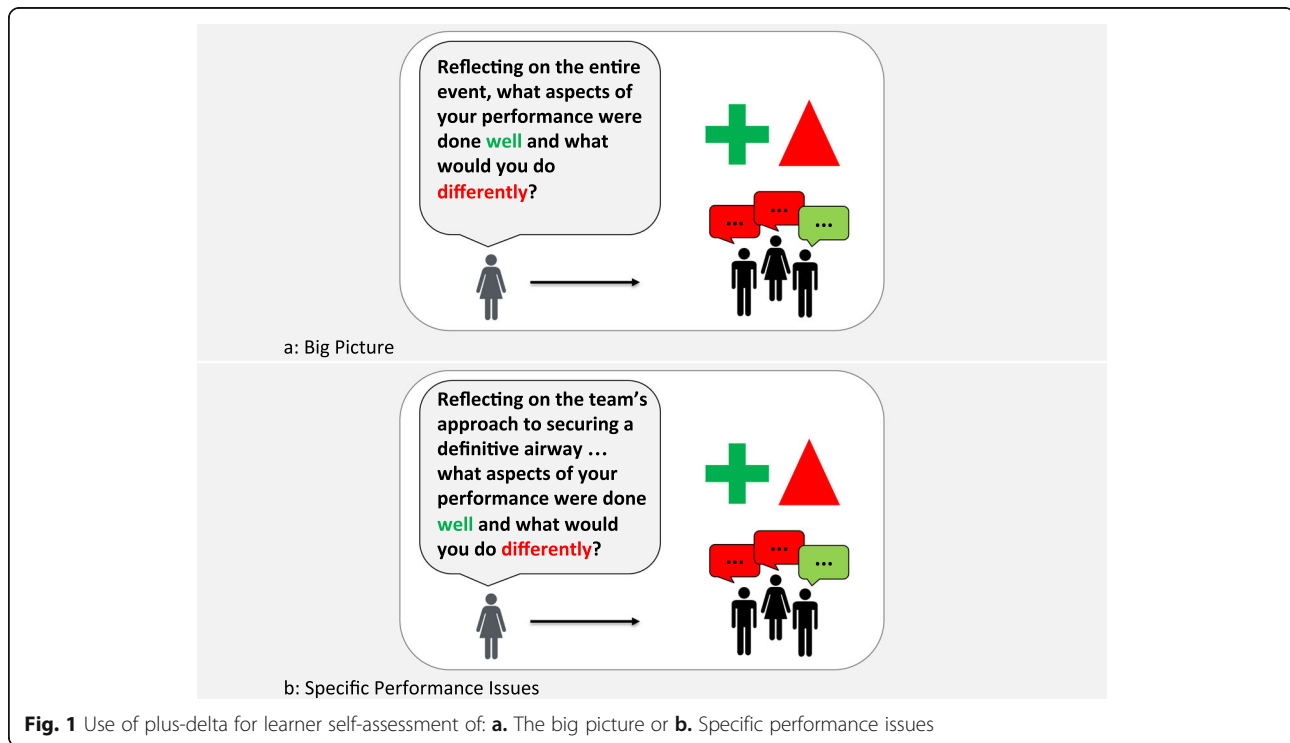 Reflecting on the entire
event, what aspects of
your performance were
done well and what
would you do
differently?
...
...
...
a: Big Picture
Reflecting on the team’s
approach to securing a
definitive airway …
what aspects of your
performance were done
well and what would
you do differently?
...
...
...
b: Specific Performance Issues
Fig. 1 Use of plus-delta for learner self-assessment of: a. The big picture or b. Specific performance issues